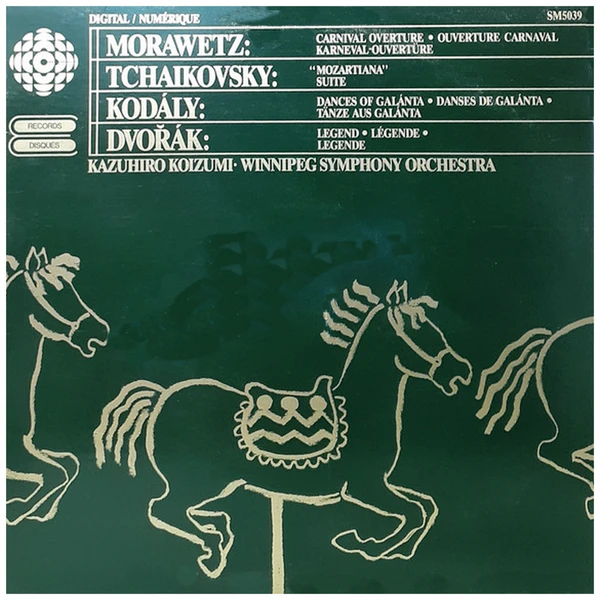 DIGITAL / NUMÉRIQUE
SM5039
MORAWETZ:
CARNIVAL OVERTURE • OUVERTURE CARNAVAL
KARNEVAL-OUVERTÜRE
TCHAIKOVSKY:
"MOZARTIANA"
SUITE
KODÁLY:
DANCES OF GALÁNTA • DANSES DE GALÁNTA •
TÄNZE AUS GALÁNTA
DVOŘÁK:
LEGEND • LÉGENDE •
LEGENDE
RECORDS
DISQUES
KAZUHIRO KOIZUMI • WINNIPEG SYMPHONY ORCHESTRA